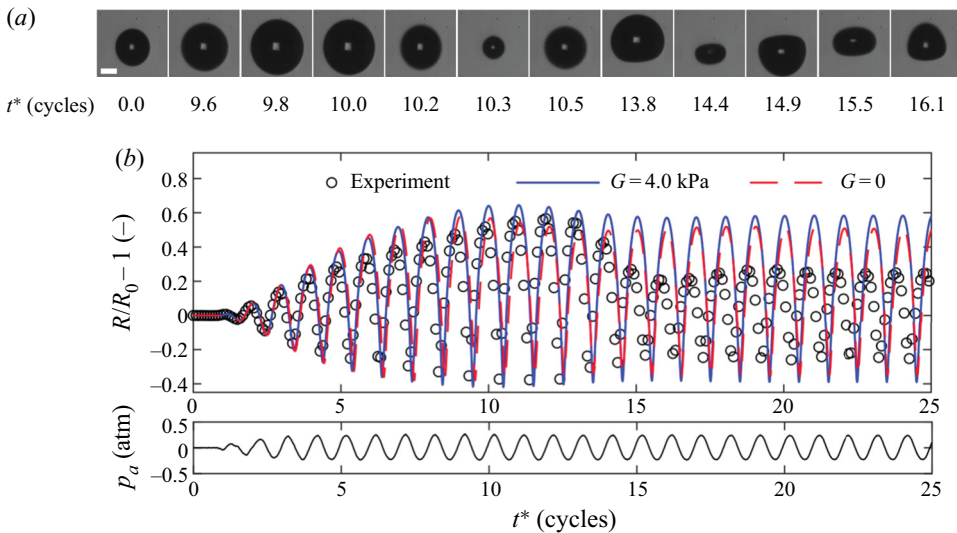 (a)
t* (cycles) 0.0 9.6 9.8 10.0 10.2 10.3 10.5 13.8 14.4 14.9 15.5 16.1
(b)
Experiment G = 4.0 kPa G = 0
R/R0 – 1 (–)
0.8
0.6
0.4
0.2
0
–0.2
–0.4
0 5 10 15 20 25
pa (atm)
0.5
0
–0.5
0 5 10 15 20 25
t* (cycles)